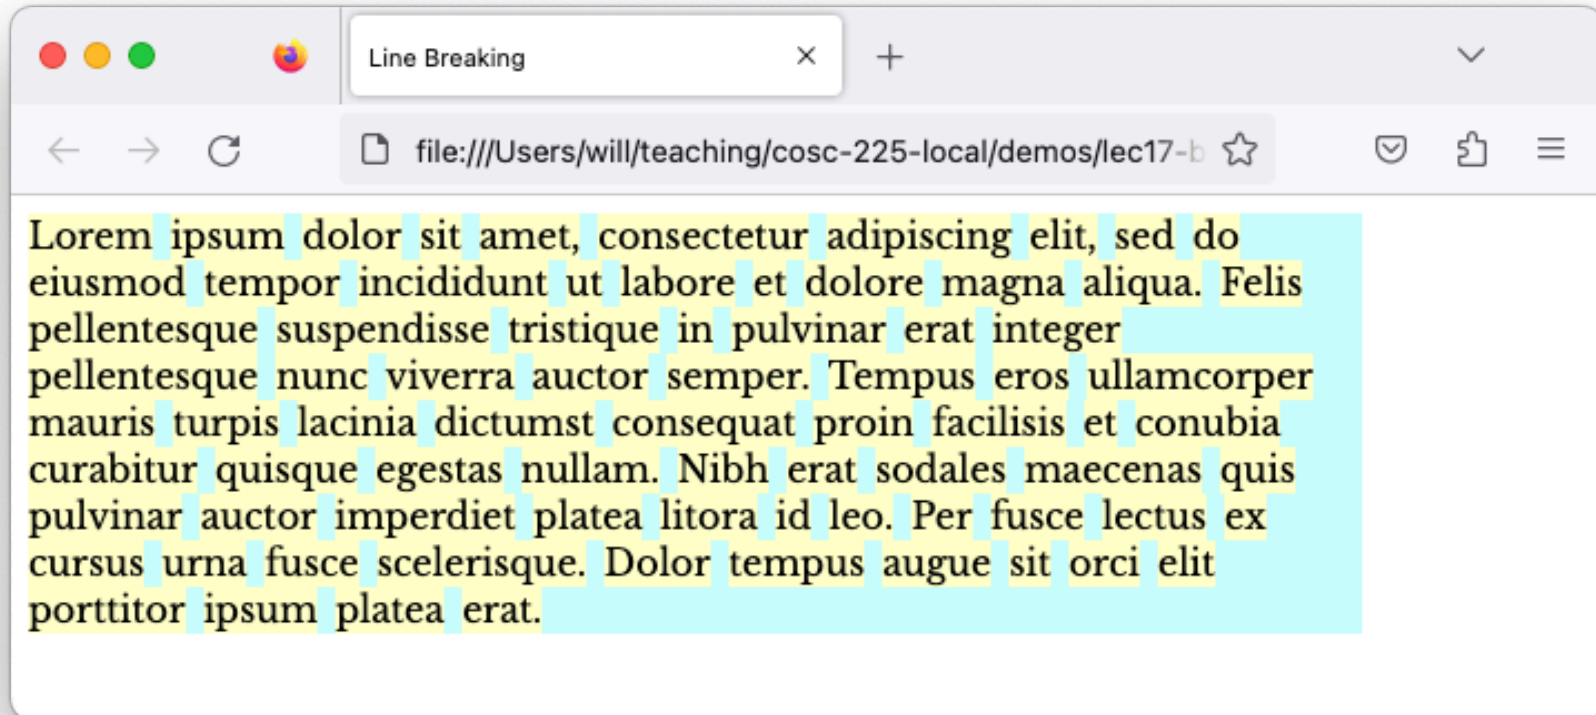 Line Breaking
file:///Users/will/teaching/cosc-225-local/demos/lec17-b
Lorem ipsum dolor sit amet, consectetur adipiscing elit, sed do
eiusmod tempor incididunt ut labore et dolore magna aliqua. Felis
pellentesque suspendisse tristique in pulvinar erat integer
pellentesque nunc viverra auctor semper. Tempus eros ullamcorper
mauris turpis lacinia dictumst consequat proin facilisis et conubia
curabitur quisque egestas nullam. Nibh erat sodales maecenas quis
pulvinar auctor imperdiet platea litora id leo. Per fusce lectus ex
cursus urna fusce scelerisque. Dolor tempus augue sit orci elit
porttitor ipsum platea erat.